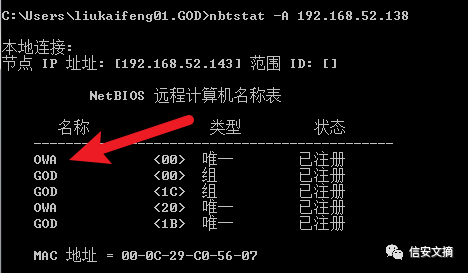 C:\Users\liukaifeng01.GOD>nbtstat -A 192.168.52.138
本地连接:
节点 IP 址址: [192.168.52.143] 范围 ID: []
NetBIOS 远程计算机名称表
名称 类型 状态
---------------------------------------------
OWA <00> 唯一 已注册
GOD <00> 组 已注册
GOD <1C> 组 已注册
OWA <20> 唯一 已注册
GOD <1B> 唯一 已注册
MAC 地址 = 00-0C-29-C0-56-07
信安文摘